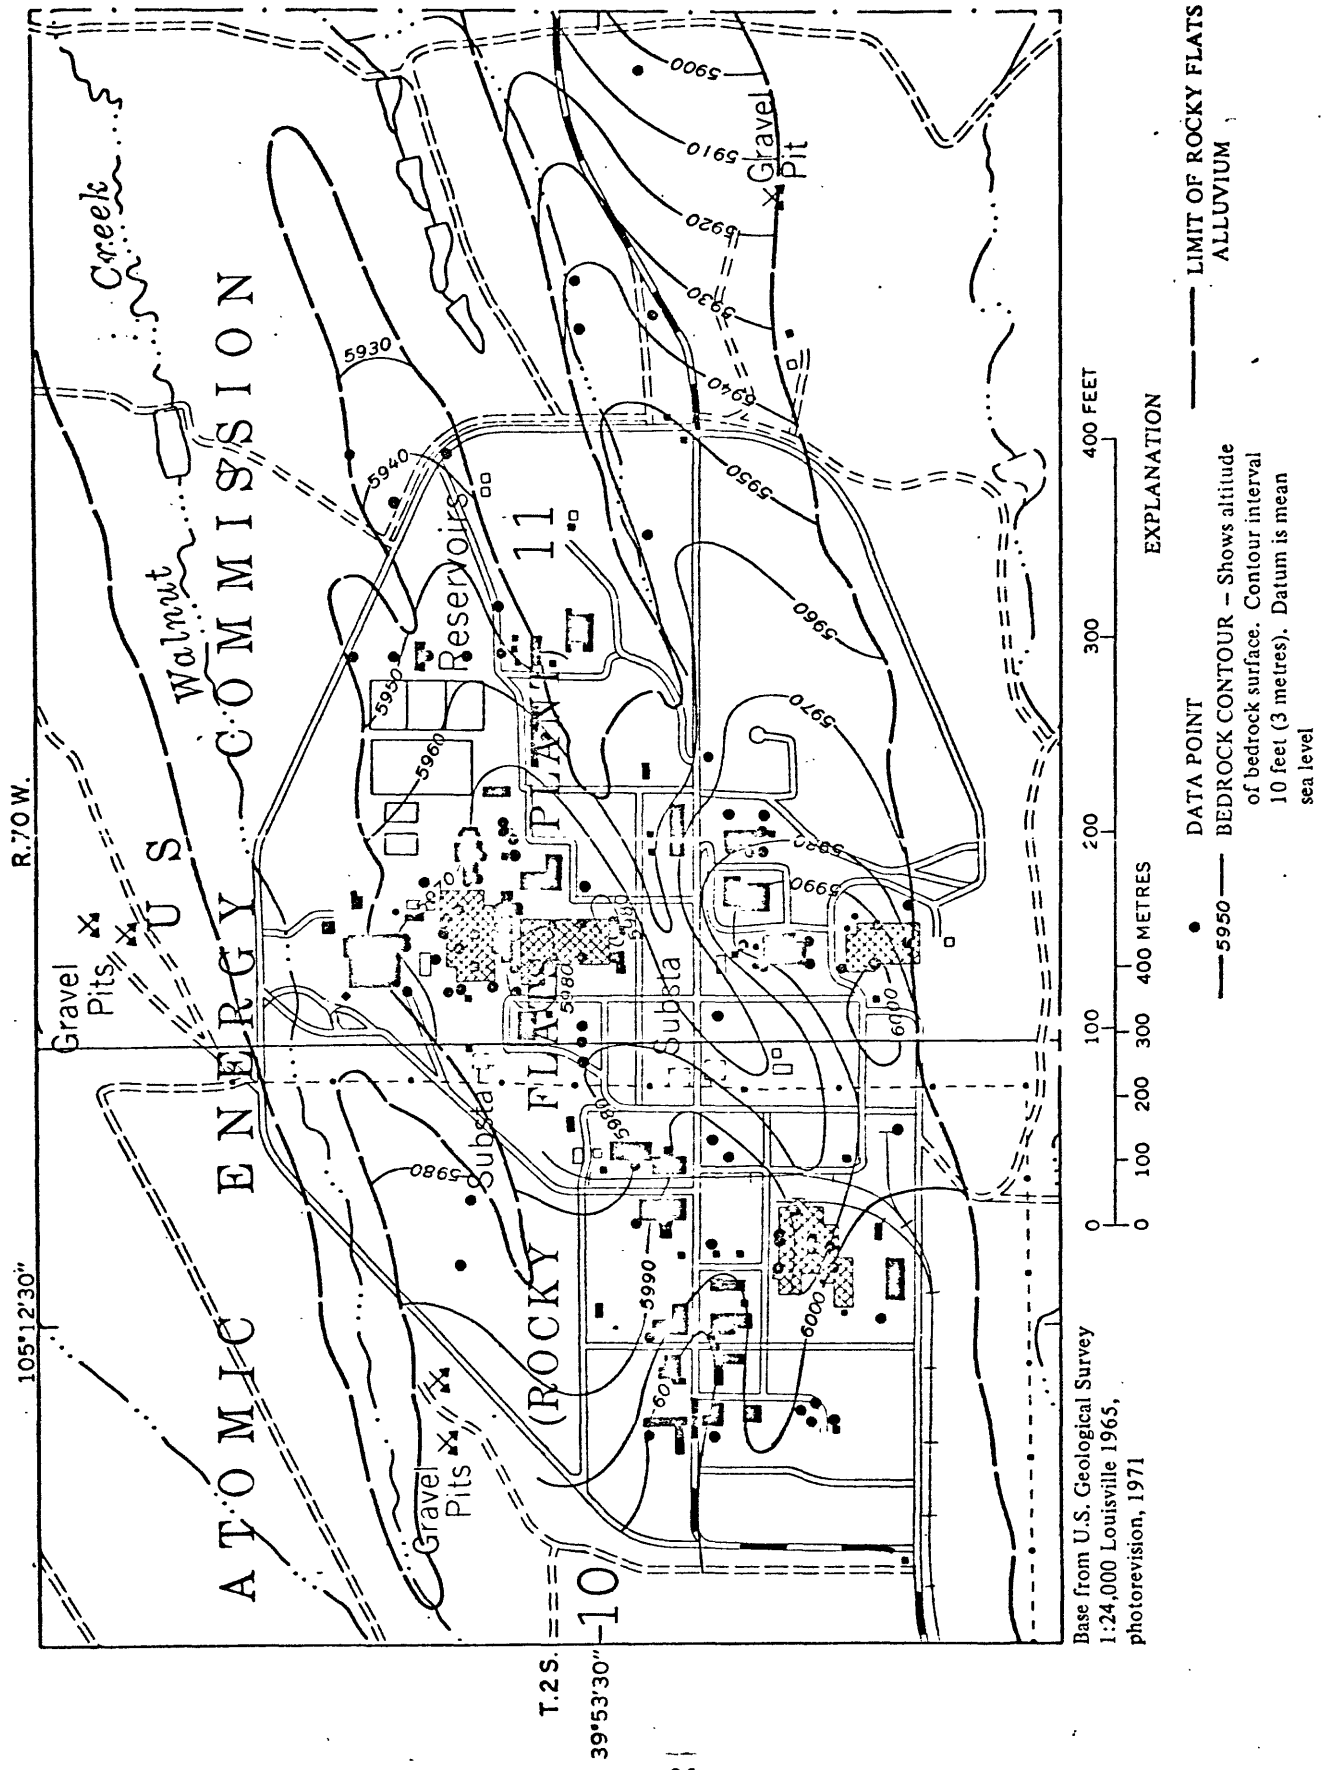 R.70 W.
105°12'30"
T.2 S.
39°53'30"
Gravel
Pits
Walnut
Creek
U S
ATOMIC ENERGY COMMISSION
(ROCKY FLATS PLANT
Gravel
Pits
Gravel
Pit
Reservoirs
Substa
Substa
10
11
5930
5940
5950
5960
5980
5980
5980
5990
60
6000
6000
5990
5970
5960
5950
5940
5930
5920
5910
5900
Base from U.S. Geological Survey
1:24,000 Louisville 1965,
photorevision, 1971
0 100 200 300 400 FEET
0 100 200 300 400 METRES
EXPLANATION
DATA POINT
5950 BEDROCK CONTOUR – Shows altitude
of bedrock surface. Contour interval
10 feet (3 metres). Datum is mean
sea level
LIMIT OF ROCKY FLATS
ALLUVIUM